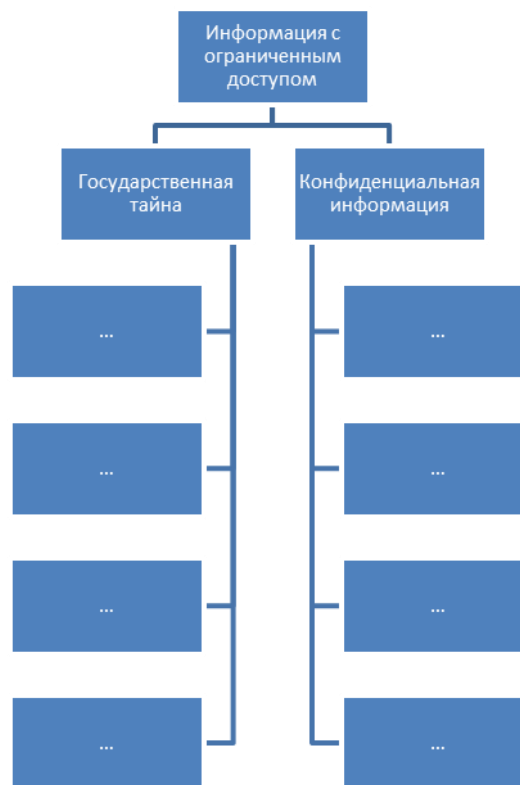 Информация с
ограниченным
доступом
Государственная
тайна
Конфиденциальная
информация
...
...
...
...
...
...
...
...